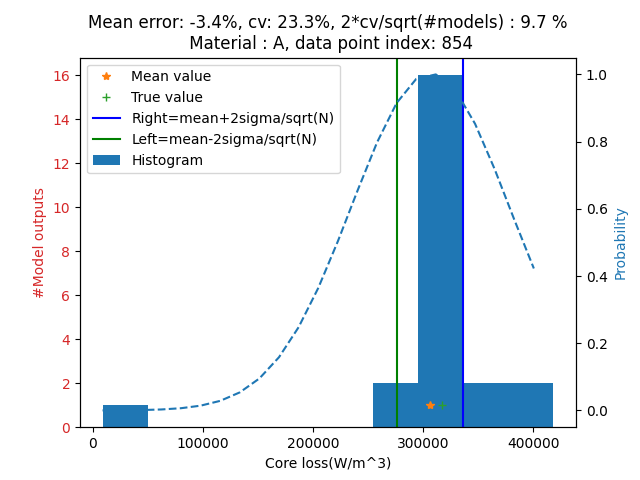 Mean error: -3.4%, cv: 23.3%, 2*cv/sqrt(#models) : 9.7 %
Material : A, data point index: 854
Mean value
True value
Right=mean+2sigma/sqrt(N)
Left=mean-2sigma/sqrt(N)
Histogram
#Model outputs
16
14
12
10
8
6
4
2
0
1.0
0.8
0.6
0.4
0.2
0.0
Probability
0
100000
200000
300000
400000
Core loss(W/m^3)